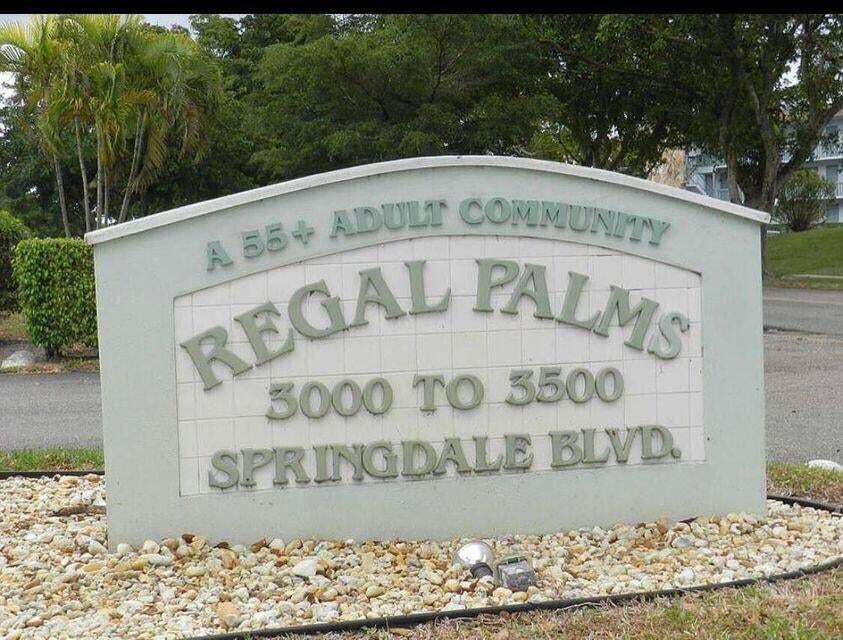 A 55+ ADULT COMMUNITY
REGAL PALMS
3000 TO 3500
SPRINGDALE BLVD.